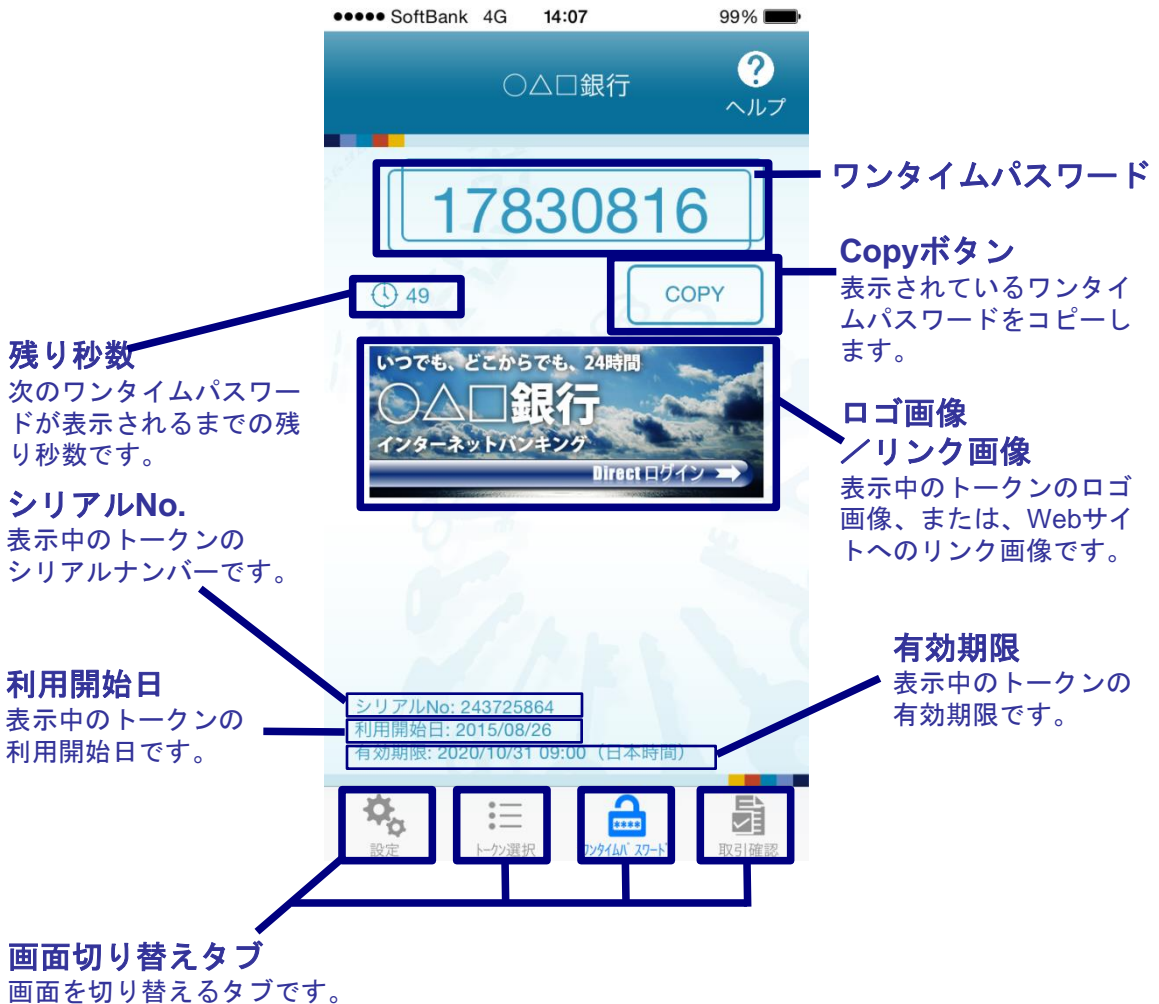 ●●●●● SoftBank 4G 14:07 99%
○△□銀行
?
ヘルプ
17830816
49
COPY
いつでも、どこからでも、24時間
○△□銀行
インターネットバンキング
Direct ログイン
シリアルNo: 243725864
利用開始日: 2015/08/26
有効期限: 2020/10/31 09:00（日本時間）
設定
トークン選択
****
ワンタイムパスワード
取引確認
ワンタイムパスワード
Copyボタン
表示されているワンタイ
ムパスワードをコピーし
ます。
ロゴ画像
／リンク画像
表示中のトークンのロゴ
画像、または、Webサイ
トへのリンク画像です。
有効期限
表示中のトークンの
有効期限です。
残り秒数
次のワンタイムパスワー
ドが表示されるまでの残
り秒数です。
シリアルNo.
表示中のトークンの
シリアルナンバーです。
利用開始日
表示中のトークンの
利用開始日です。
画面切り替えタブ
画面を切り替えるタブです。